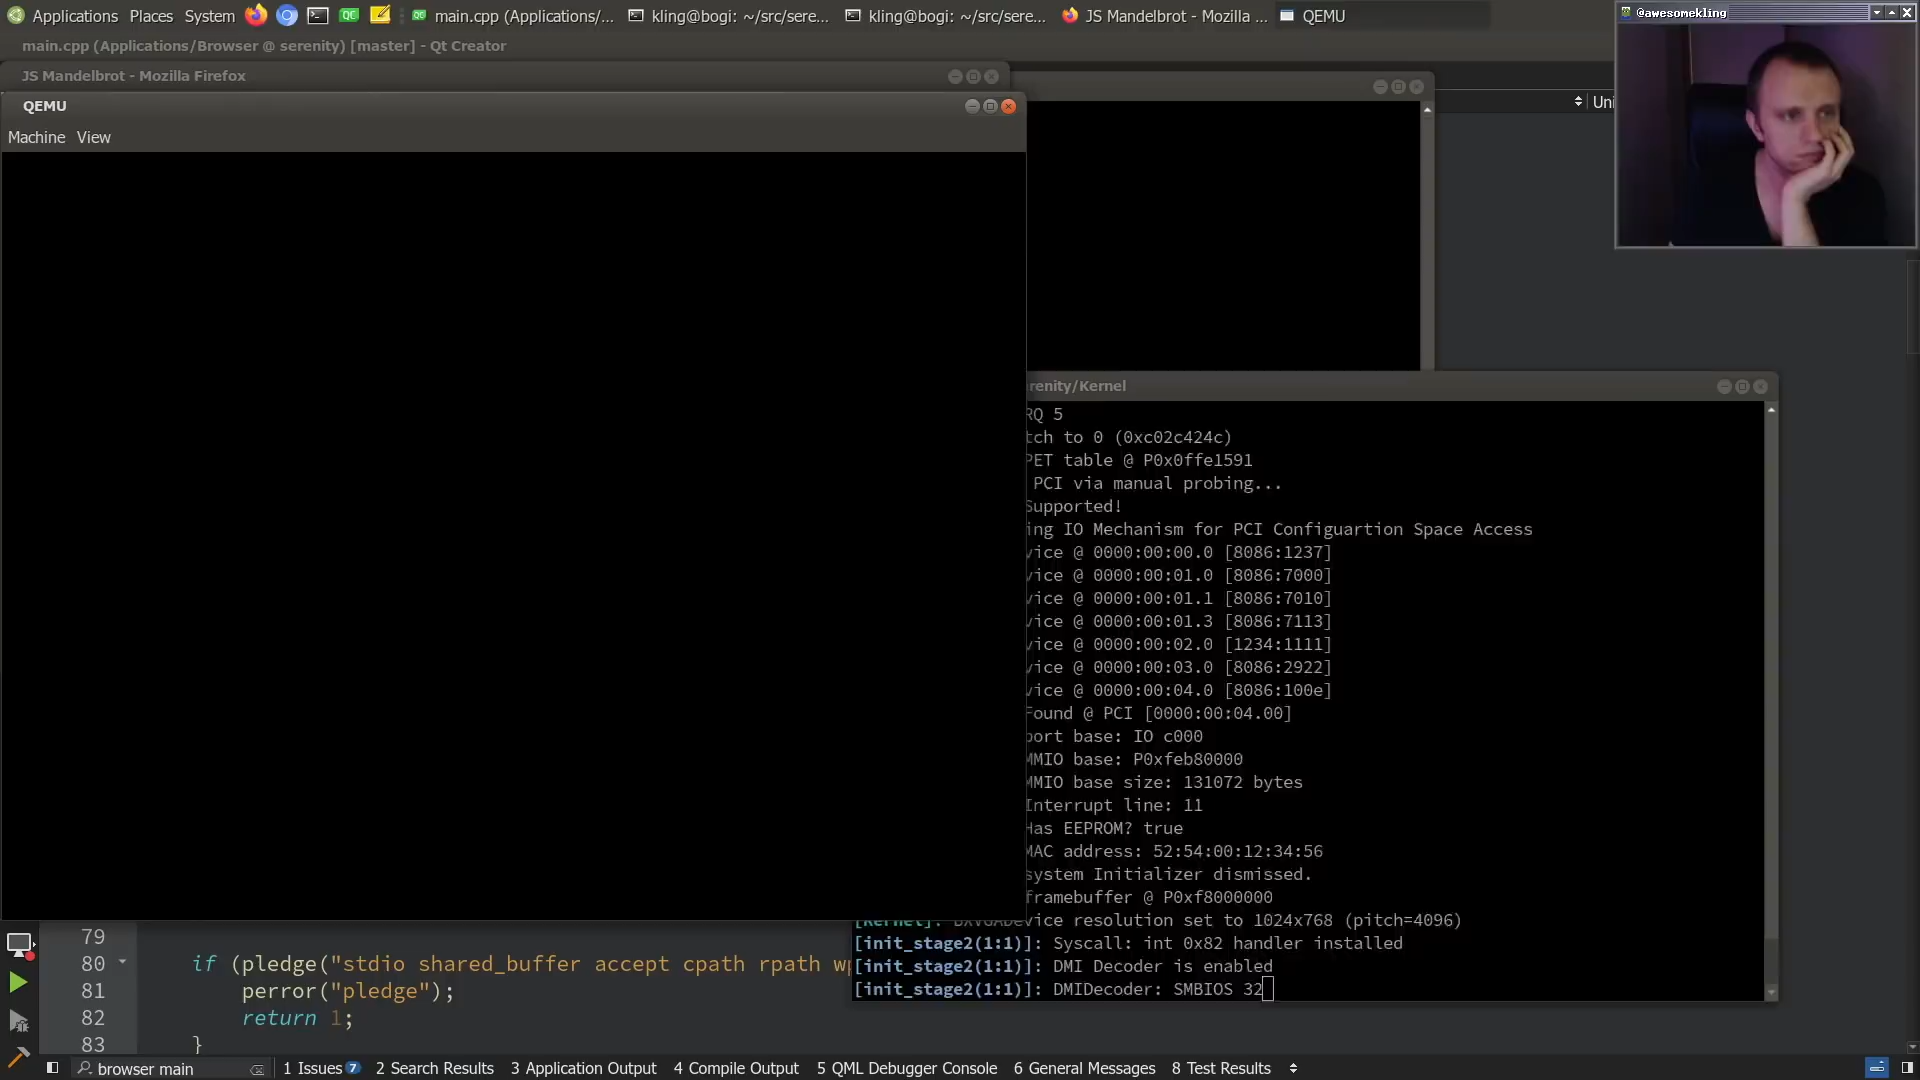 Applications Places System main.cpp (Applications/... kling@bogi: ~/src/sere... kling@bogi: ~/src/sere... JS Mandelbrot - Mozilla ... QEMU
@awesomekling
main.cpp (Applications/Browser @ serenity) [master] - Qt Creator
JS Mandelbrot - Mozilla Firefox
QEMU
Uni
Machine View
renity/Kernel
RQ 5
tch to 0 (0xc02c424c)
PET table @ P0x0ffe1591
PCI via manual probing...
Supported!
ing IO Mechanism for PCI Configuartion Space Access
vice @ 0000:00:00.0 [8086:1237]
vice @ 0000:00:01.0 [8086:7000]
vice @ 0000:00:01.1 [8086:7010]
vice @ 0000:00:01.3 [8086:7113]
vice @ 0000:00:02.0 [1234:1111]
vice @ 0000:00:03.0 [8086:2922]
vice @ 0000:00:04.0 [8086:100e]
Found @ PCI [0000:00:04.00]
port base: IO c000
MMIO base: P0xfeb80000
MMIO base size: 131072 bytes
Interrupt line: 11
Has EEPROM? true
MAC address: 52:54:00:12:34:56
system Initializer dismissed.
framebuffer @ P0xf8000000
[Kernel]: BXVGADevice resolution set to 1024x768 (pitch=4096)
[init_stage2(1:1)]: Syscall: int 0x82 handler installed
[init_stage2(1:1)]: DMI Decoder is enabled
[init_stage2(1:1)]: DMIDecoder: SMBIOS 32
79
80 if (pledge("stdio shared_buffer accept cpath rpath w
81 perror("pledge");
82 return 1;
83 }
browser main 1 Issues 7 2 Search Results 3 Application Output 4 Compile Output 5 QML Debugger Console 6 General Messages 8 Test Results